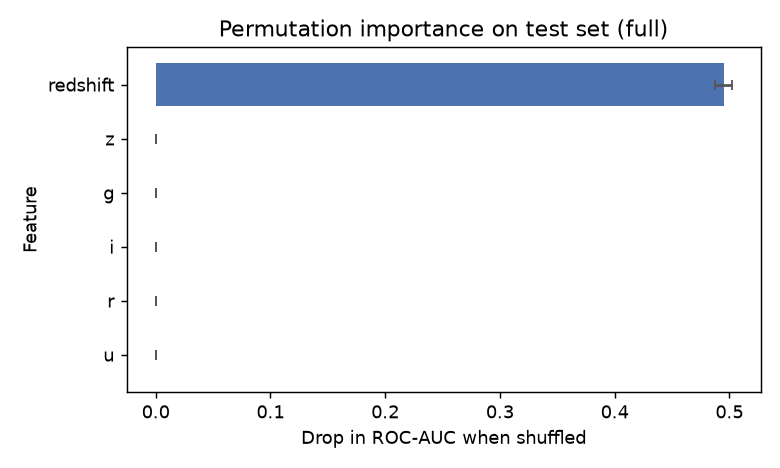 Permutation importance on test set (full)
Feature
redshift
z
g
i
r
u
0.0 0.1 0.2 0.3 0.4 0.5
Drop in ROC-AUC when shuffled